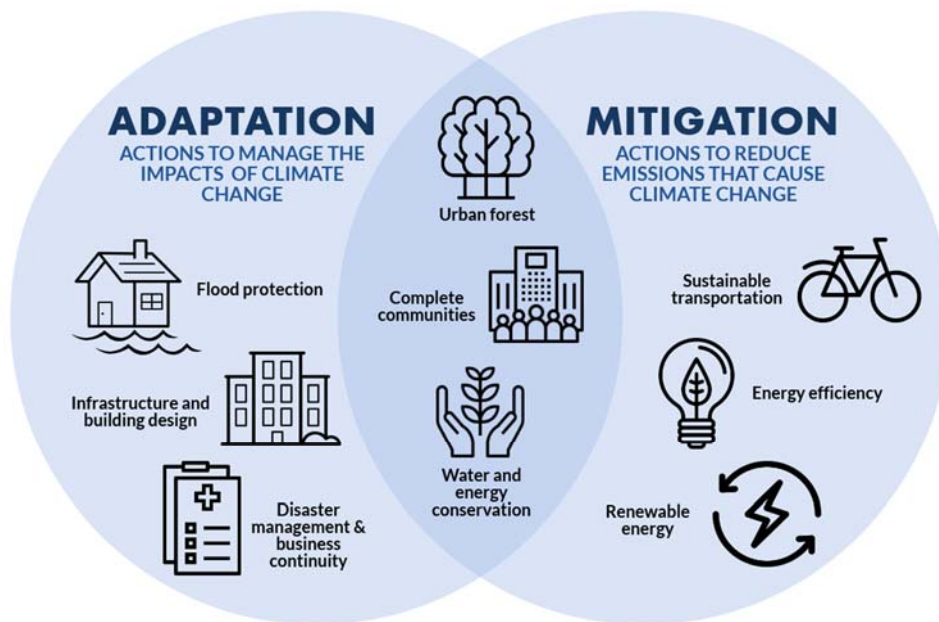 ADAPTATION
ACTIONS TO MANAGE THE
IMPACTS OF CLIMATE
CHANGE
Flood protection
Infrastructure and
building design
Disaster
management &
business
continuity
Urban forest
Complete
communities
Water and
energy
conservation
MITIGATION
ACTIONS TO REDUCE
EMISSIONS THAT CAUSE
CLIMATE CHANGE
Sustainable
transportation
Energy efficiency
Renewable
energy